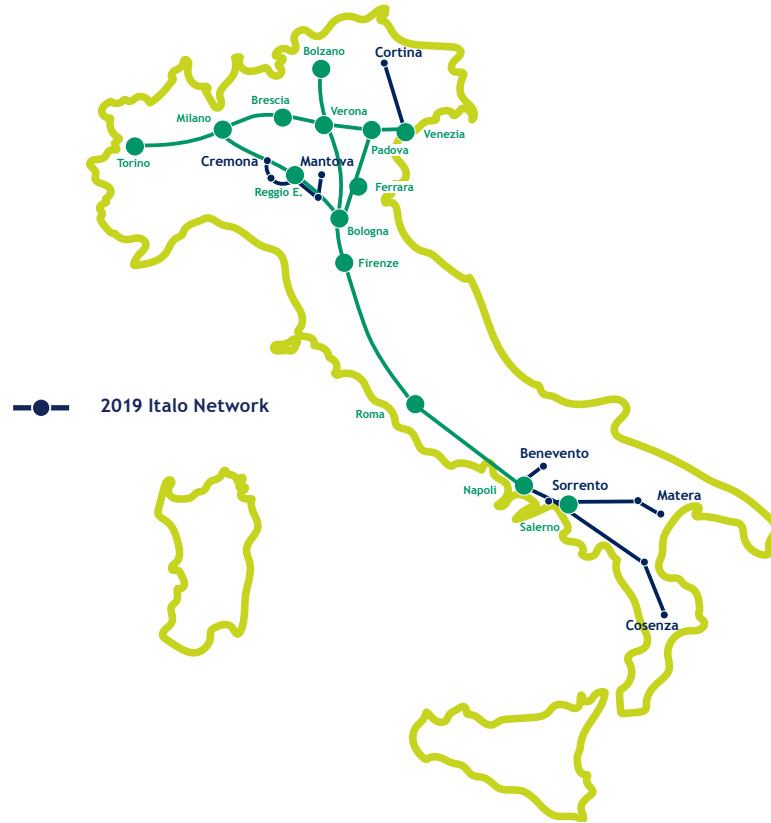 Bolzano
Cortina
Brescia
Milano
Verona
Venezia
Padova
Torino
Cremona
Mantova
Reggio E.
Ferrara
Bologna
Firenze
2019 Italo Network
Roma
Benevento
Napoli
Sorrento
Matera
Salerno
Cosenza